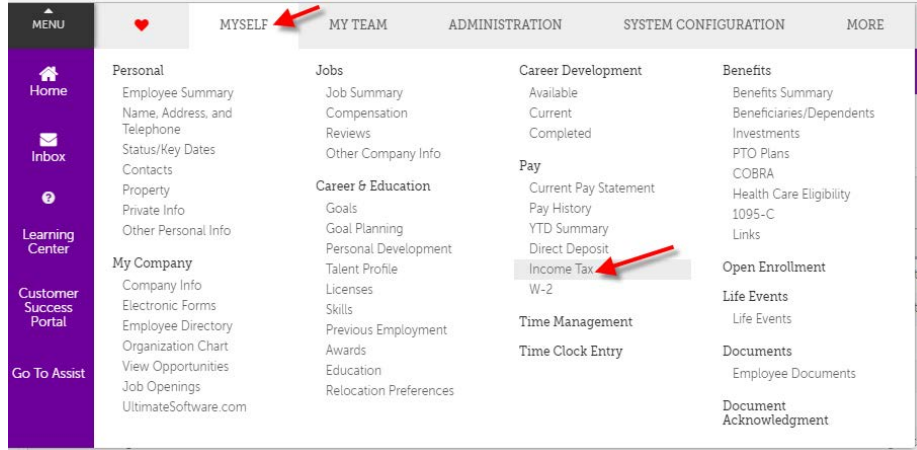 MENU
MYSELF
MY TEAM
ADMINISTRATION
SYSTEM CONFIGURATION
MORE
Home
Inbox
Learning
Center
Customer
Success
Portal
Go To Assist
Personal
Employee Summary
Name, Address, and
Telephone
Status/Key Dates
Contacts
Property
Private Info
Other Personal Info
My Company
Company Info
Electronic Forms
Employee Directory
Organization Chart
View Opportunities
Job Openings
UltimateSoftware.com
Jobs
Job Summary
Compensation
Reviews
Other Company Info
Career & Education
Goals
Goal Planning
Personal Development
Talent Profile
Licenses
Skills
Previous Employment
Awards
Education
Relocation Preferences
Career Development
Available
Current
Completed
Pay
Current Pay Statement
Pay History
YTD Summary
Direct Deposit
Income Tax
W-2
Time Management
Time Clock Entry
Benefits
Benefits Summary
Beneficiaries/Dependents
Investments
PTO Plans
COBRA
Health Care Eligibility
1095-C
Links
Open Enrollment
Life Events
Life Events
Documents
Employee Documents
Document
Acknowledgment